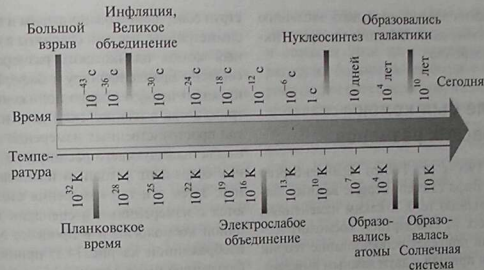 Большой
взрыв
Инфляция,
Великое
объединение
Нуклеосинтез
Образовались
галактики
10⁻⁴³ с
10⁻³⁶ с
10⁻³⁰ с
10⁻²⁴ с
10⁻¹⁸ с
10⁻¹² с
10⁻⁶ с
1 с
10 дней
10⁴ лет
10¹⁰ лет
Сегодня
Время
Темпе-
ратура
10³² К
10²⁸ К
10²⁵ К
10²² К
10¹⁹ К
10¹⁶ К
10¹³ К
10¹⁰ К
10⁷ К
10⁴ К
10 К
Планковское
время
Электрослабое
объединение
Образо-
вались
атомы
Образо-
валась
Солнечная
система